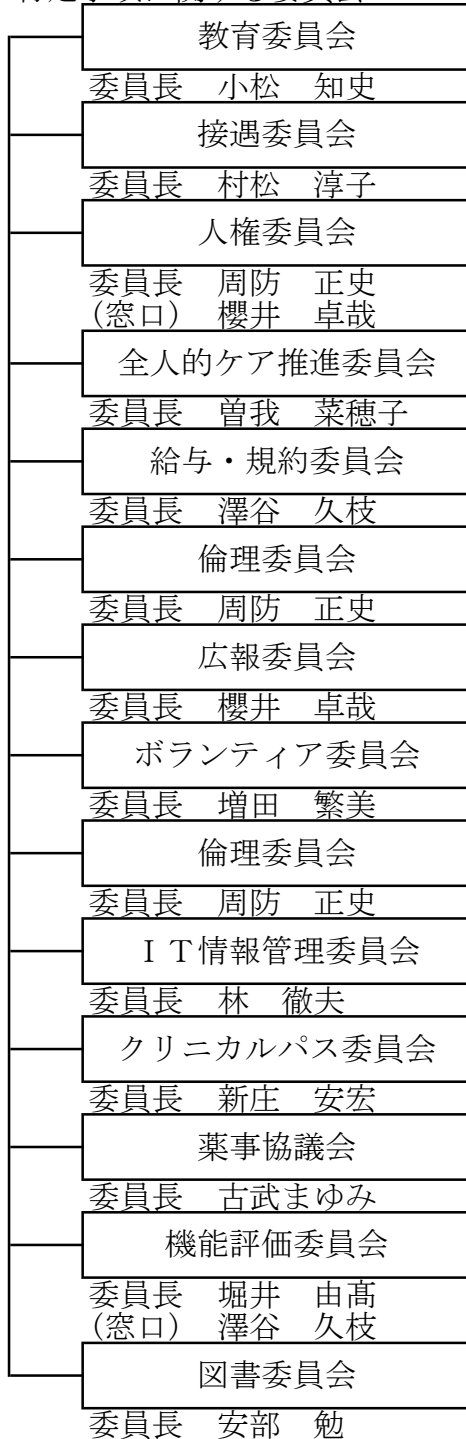 教育委員会
委員長　小松　知史
接遇委員会
委員長　村松　淳子
人権委員会
委員長　周防　正史
(窓口)　櫻井　卓哉
全人的ケア推進委員会
委員長　曽我　菜穂子
給与・規約委員会
委員長　澤谷　久枝
倫理委員会
委員長　周防　正史
広報委員会
委員長　櫻井　卓哉
ボランティア委員会
委員長　増田　繁美
倫理委員会
委員長　周防　正史
ＩＴ情報管理委員会
委員長　林　徹夫
クリニカルパス委員会
委員長　新庄　安宏
薬事協議会
委員長　古武まゆみ
機能評価委員会
委員長　堀井　由髙
(窓口)　澤谷　久枝
図書委員会
委員長　安部　勉